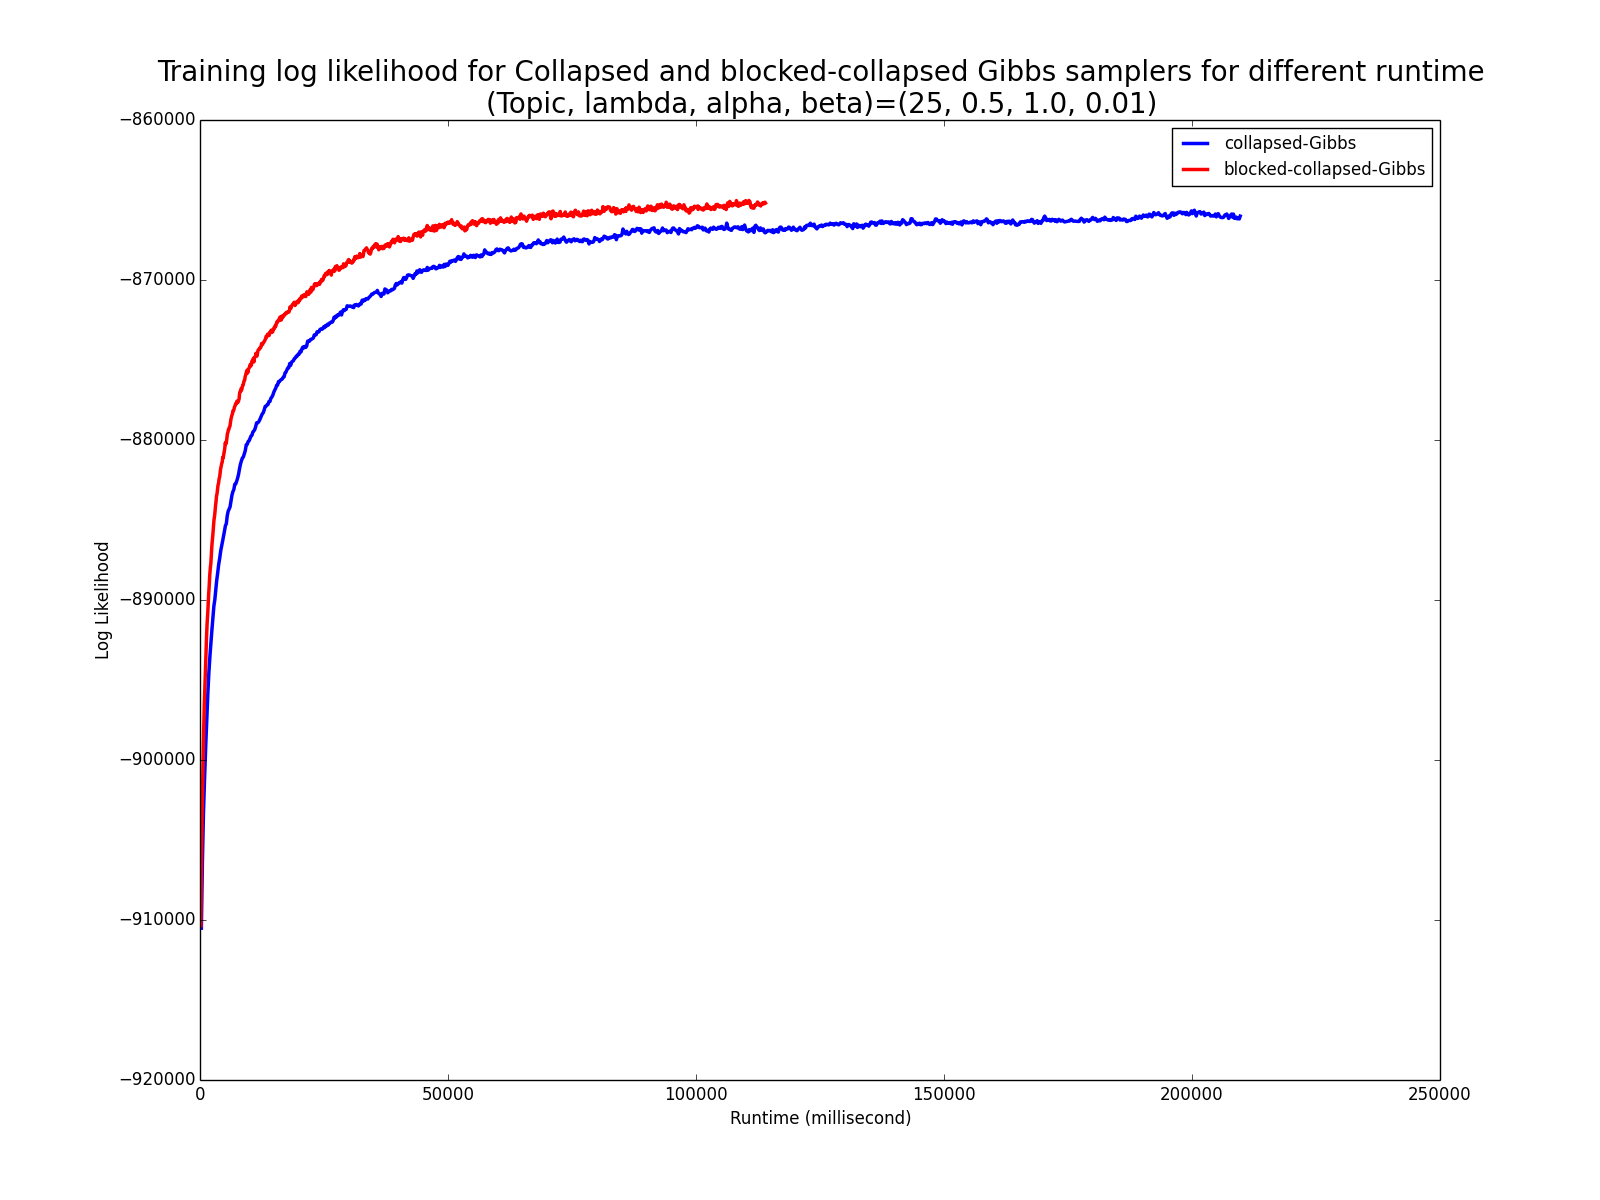 Training log likelihood for Collapsed and blocked-collapsed Gibbs samplers for different runtime
(Topic, lambda, alpha, beta)=(25, 0.5, 1.0, 0.01)
−860000
collapsed-Gibbs
blocked-collapsed-Gibbs
−870000
−880000
−890000
Log Likelihood
−900000
−910000
−920000
0 50000 100000 150000 200000 250000
Runtime (millisecond)